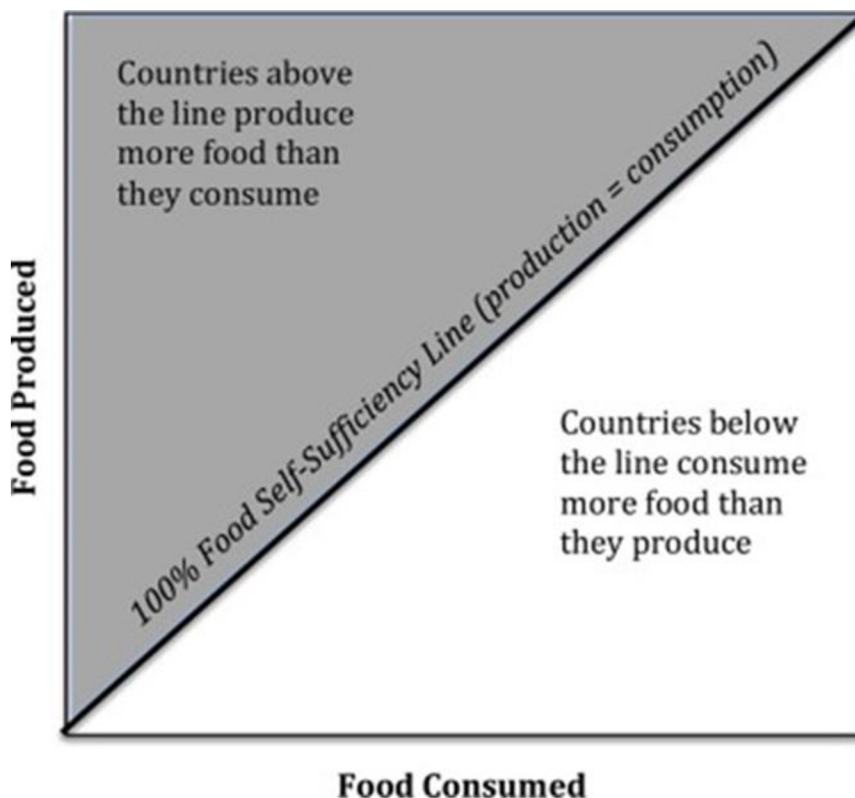 Countries above
the line produce
more food than
they consume
100% Food Self-Sufficiency Line (production = consumption)
Countries below
the line consume
more food than
they produce
Food Produced
Food Consumed